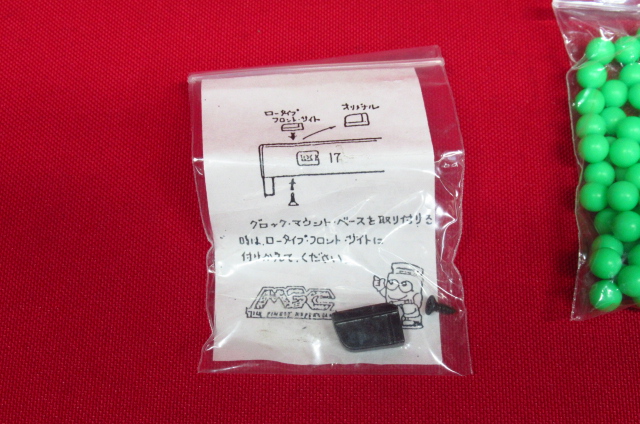 ロータイプ
フロント・サイト
オリジナル
17
グロック・マウント・ベースを取り付ける
時は、ロータイプ・フロント・サイトに
付けかえて、ください。
MGC